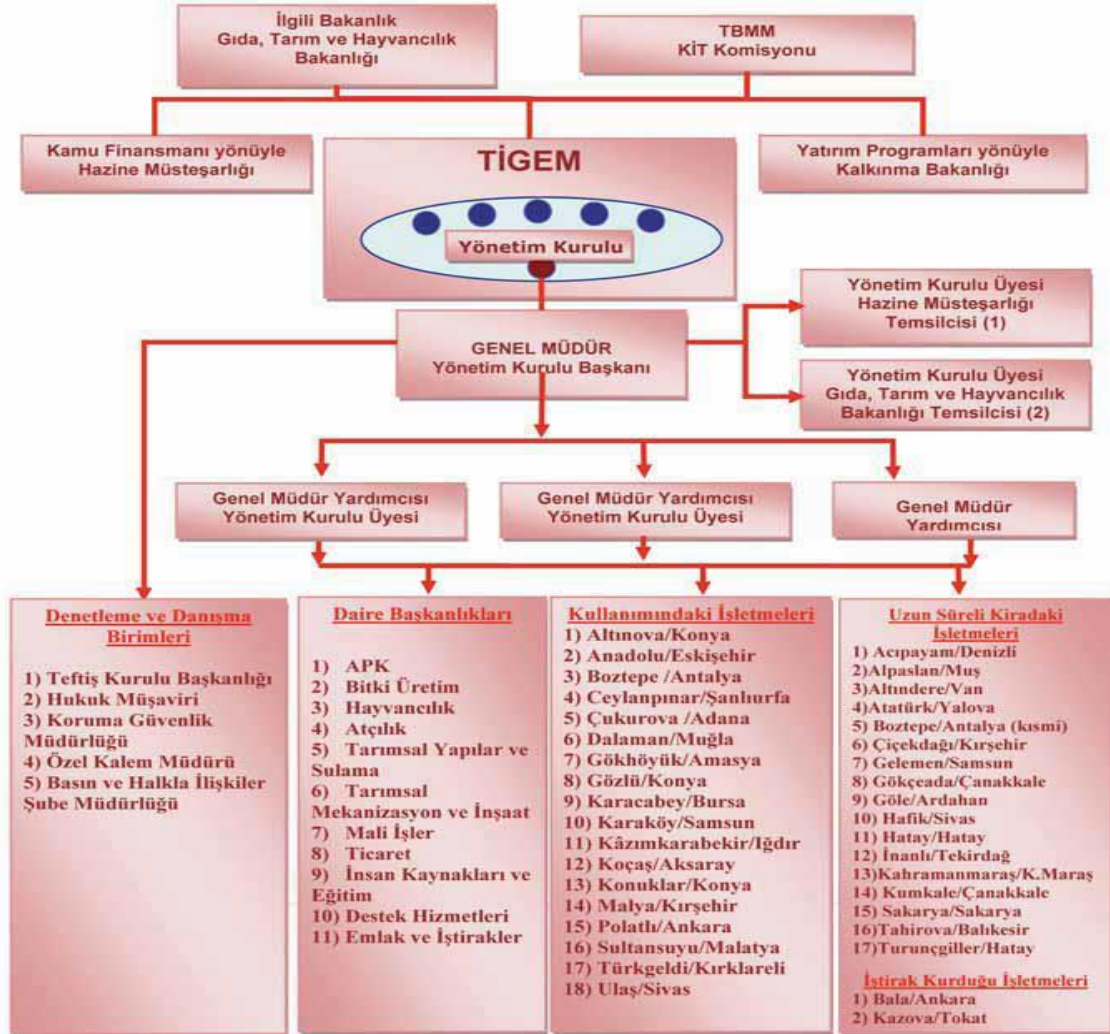 İlgili Bakanlık
Gıda, Tarım ve Hayvancılık
Bakanlığı
TBMM
KİT Komisyonu
Kamu Finansmanı yönüyle
Hazine Müsteşarlığı
TİGEM
Yönetim Kurulu
Yatırım Programları yönüyle
Kalkınma Bakanlığı
GENEL MÜDÜR
Yönetim Kurulu Başkanı
Yönetim Kurulu Üyesi
Hazine Müsteşarlığı
Temsilcisi (1)
Yönetim Kurulu Üyesi
Gıda, Tarım ve Hayvancılık
Bakanlığı Temsilcisi (2)
Genel Müdür Yardımcısı
Yönetim Kurulu Üyesi
Genel Müdür Yardımcısı
Yönetim Kurulu Üyesi
Genel Müdür
Yardımcısı
Denetleme ve Danışma
Birimleri
1) Teftiş Kurulu Başkanlığı
2) Hukuk Müşaviri
3) Koruma Güvenlik
Müdürlüğü
4) Özel Kalem Müdürü
5) Basın ve Halkla İlişkiler
Şube Müdürlüğü
Daire Başkanlıkları
1) APK
2) Bitki Üretim
3) Hayvancılık
4) Atçılık
5) Tarımsal Yapılar ve
Sulama
6) Tarımsal
Mekanizasyon ve İnşaat
7) Mali İşler
8) Ticaret
9) İnsan Kaynakları ve
Eğitim
10) Destek Hizmetleri
11) Emlak ve İştirakler
Kullanımındaki İşletmeleri
1) Altınova/Konya
2) Anadolu/Eskişehir
3) Boztepe /Antalya
4) Ceylanpınar/Şanlıurfa
5) Çukurova /Adana
6) Dalaman/Muğla
7) Gökhöyük/Amasya
8) Gözlü/Konya
9) Karacabey/Bursa
10) Karaköy/Samsun
11) Kâzımkarabekir/Iğdır
12) Koçaş/Aksaray
13) Konuklar/Konya
14) Malya/Kırşehir
15) Polatlı/Ankara
16) Sultansuyu/Malatya
17) Türkgeldi/Kırklareli
18) Ulaş/Sivas
Uzun Süreli Kiradaki
İşletmeleri
1) Acıpayam/Denizli
2)Alpaslan/Muş
3)Altındere/Van
4)Atatürk/Yalova
5) Boztepe/Antalya (kısmi)
6) Çiçekdağı/Kırşehir
7) Gelemen/Samsun
8) Gökçeada/Çanakkale
9) Göle/Ardahan
10) Hafik/Sivas
11) Hatay/Hatay
12) İnanlı/Tekirdağ
13)Kahramanmaraş/K.Maraş
14) Kumkale/Çanakkale
15) Sakarya/Sakarya
16)Tahirova/Balıkesir
17)Turunçgiller/Hatay
İştirak Kurduğu İşletmeleri
1) Bala/Ankara
2) Kazova/Tokat